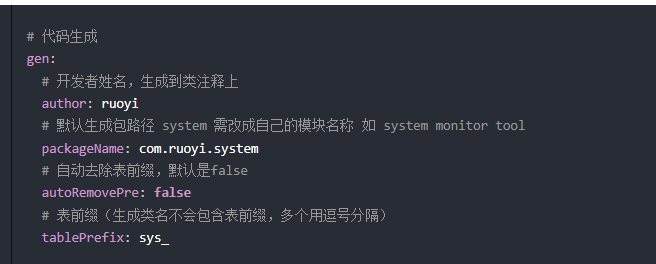 # 代码生成
gen:
# 开发者姓名，生成到类注释上
author: ruoyi
# 默认生成包路径 system 需改成自己的模块名称 如 system monitor tool
packageName: com.ruoyi.system
# 自动去除表前缀，默认是false
autoRemovePre: false
# 表前缀（生成类名不会包含表前缀，多个用逗号分隔）
tablePrefix: sys_